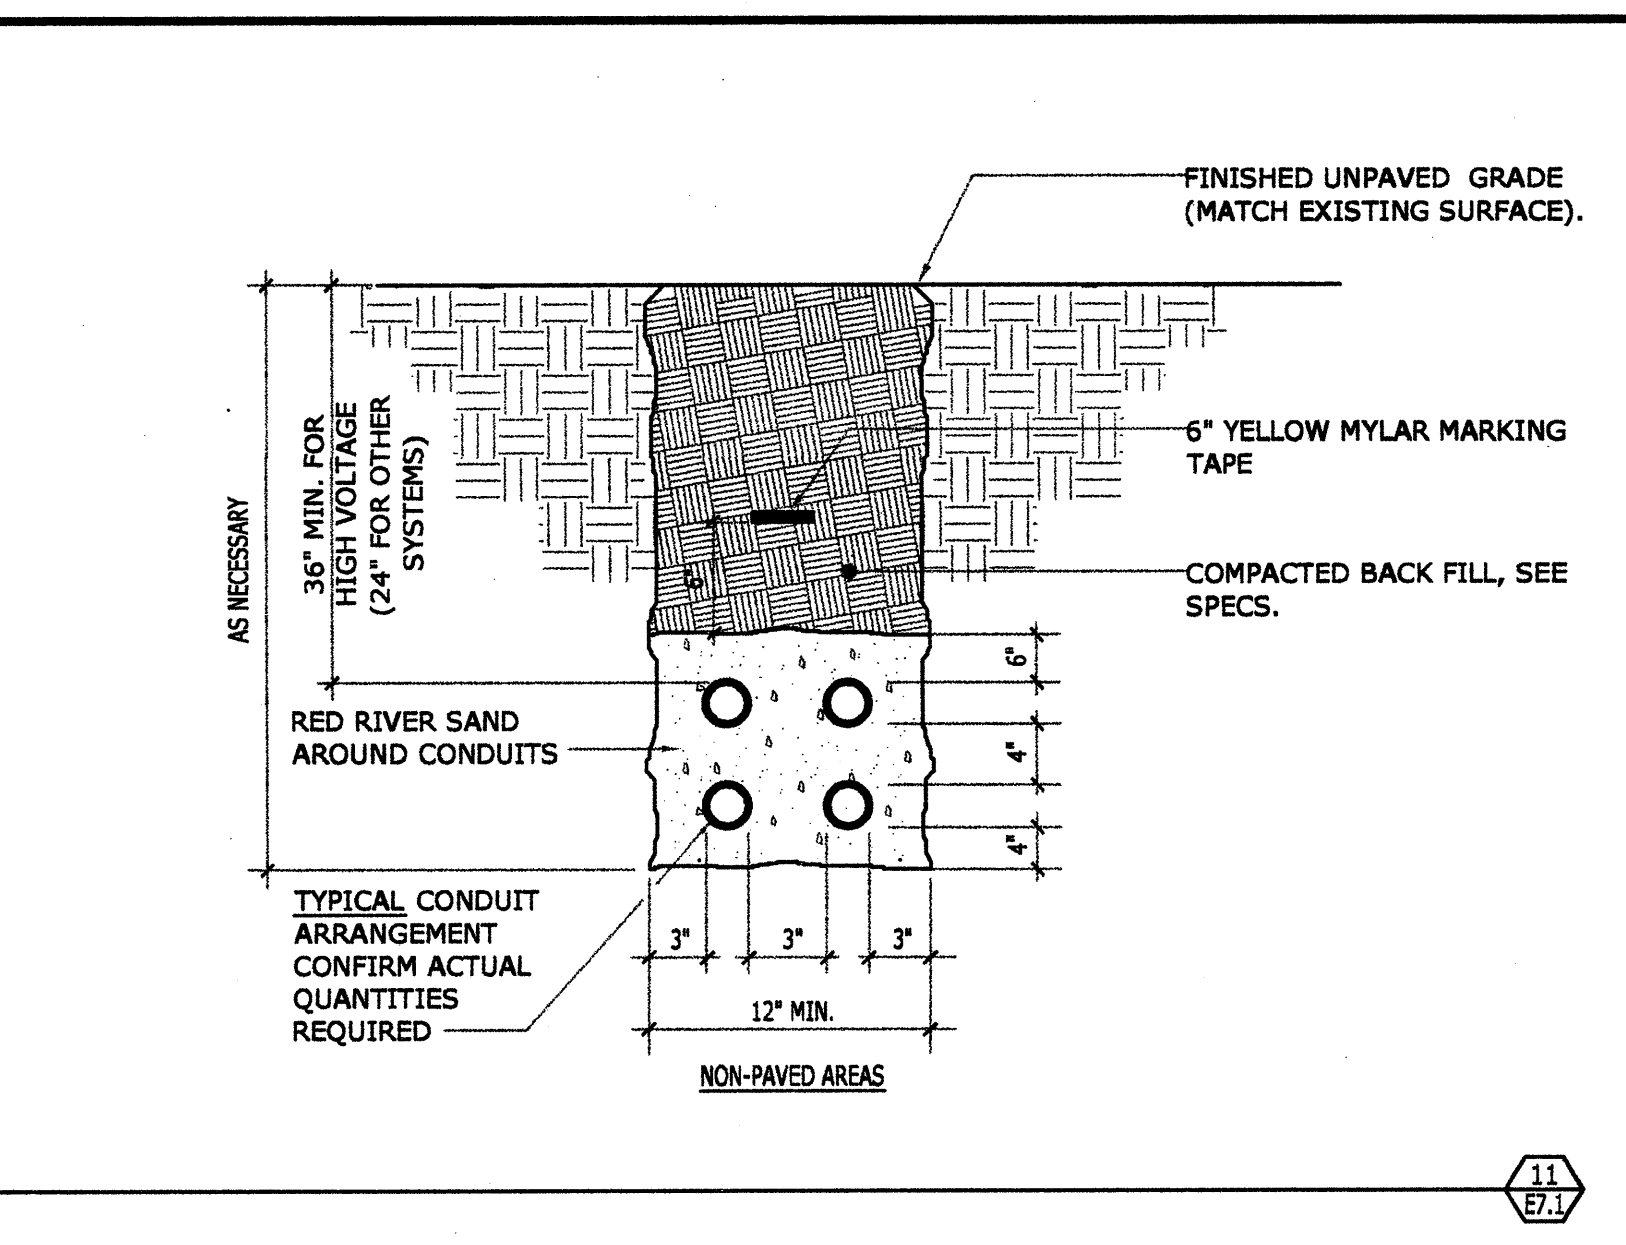 FINISHED UNPAVED GRADE
(MATCH EXISTING SURFACE).
6" YELLOW MYLAR MARKING
TAPE
COMPACTED BACK FILL, SEE
SPECS.
AS NECESSARY
36" MIN. FOR
HIGH VOLTAGE
(24" FOR OTHER
SYSTEMS)
6"
6"
4"
4"
RED RIVER SAND
AROUND CONDUITS
TYPICAL CONDUIT
ARRANGEMENT
CONFIRM ACTUAL
QUANTITIES
REQUIRED
3" 3" 3"
12" MIN.
NON-PAVED AREAS
11
E7.1